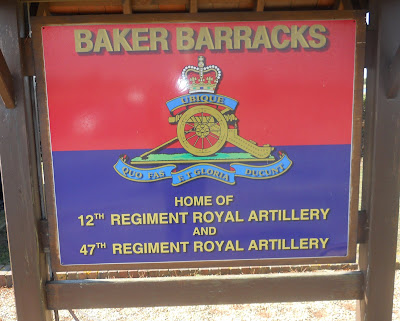 BAKER BARRACKS
UBIQUE
QUO FAS ET GLORIA DUCUNT
HOME OF
12TH REGIMENT ROYAL ARTILLERY
AND
47TH REGIMENT ROYAL ARTILLERY